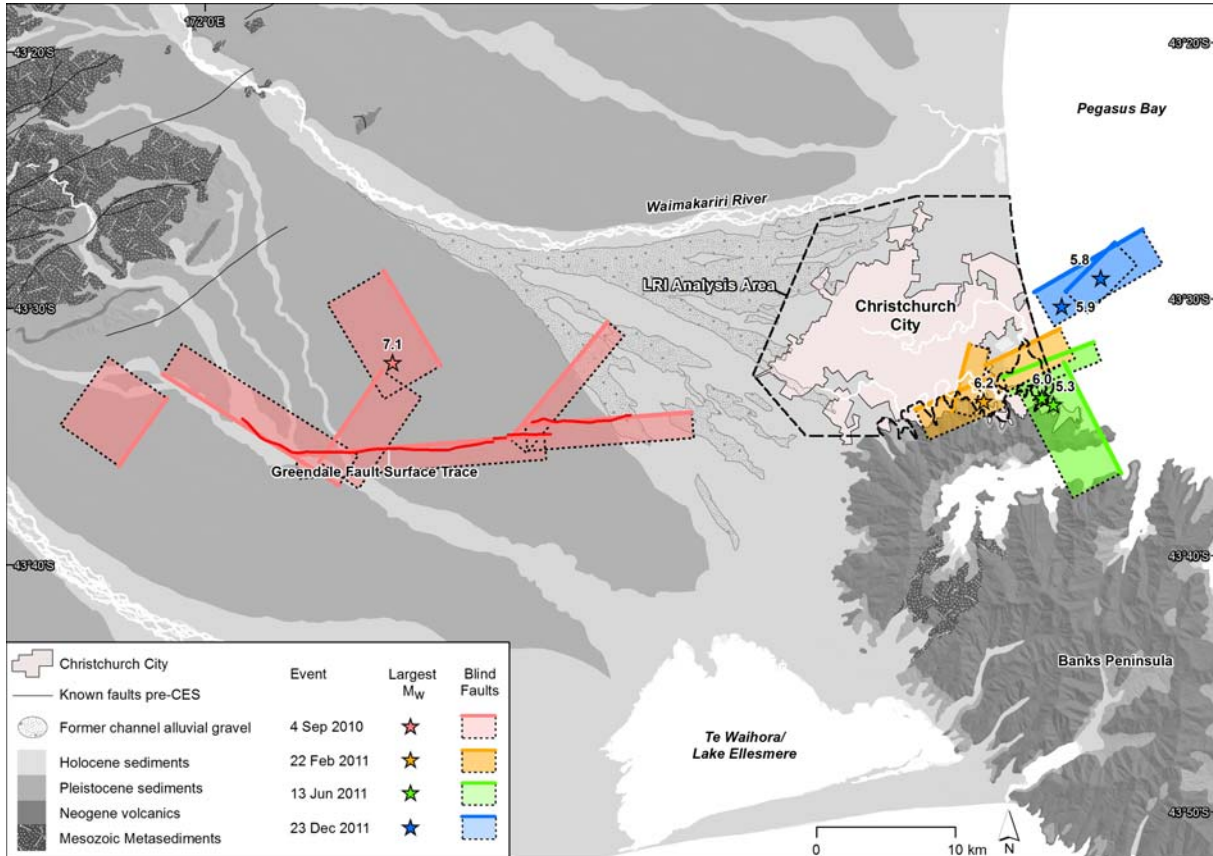 172°0'E
43°20'S
43°20'S
Pegasus Bay
Waimakariri River
LRI Analysis Area
Christchurch
City
5.8
5.9
43°30'S
43°30'S
7.1
6.2
6.0
5.3
Greendale Fault Surface Trace
43°40'S
43°40'S
Banks Peninsula
Te Waihora/
Lake Ellesmere
43°50'S
0
10 km
N
Christchurch City
Known faults pre-CES
Former channel alluvial gravel
Holocene sediments
Pleistocene sediments
Neogene volcanics
Mesozoic Metasediments
Event
Largest
Mw
Blind
Faults
4 Sep 2010
22 Feb 2011
13 Jun 2011
23 Dec 2011